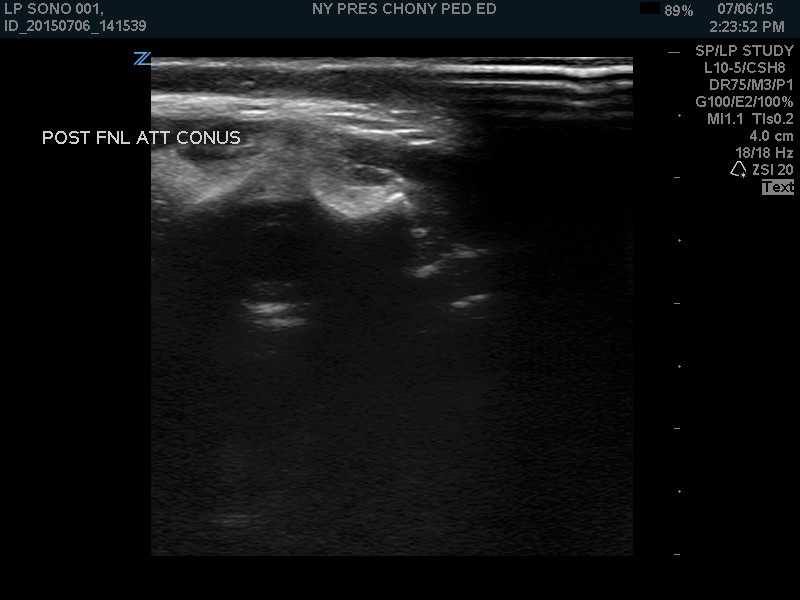 LP SONO 001,
ID_20150706_141539
NY PRES CHONY PED ED
89%
07/06/15
2:23:52 PM
SP/LP STUDY
L10-5/CSH8
DR75/M3/P1
G100/E2/100%
MI1.1 TIs0.2
4.0 cm
18/18 Hz
ZSI 20
Text
Z
POST FNL ATT CONUS